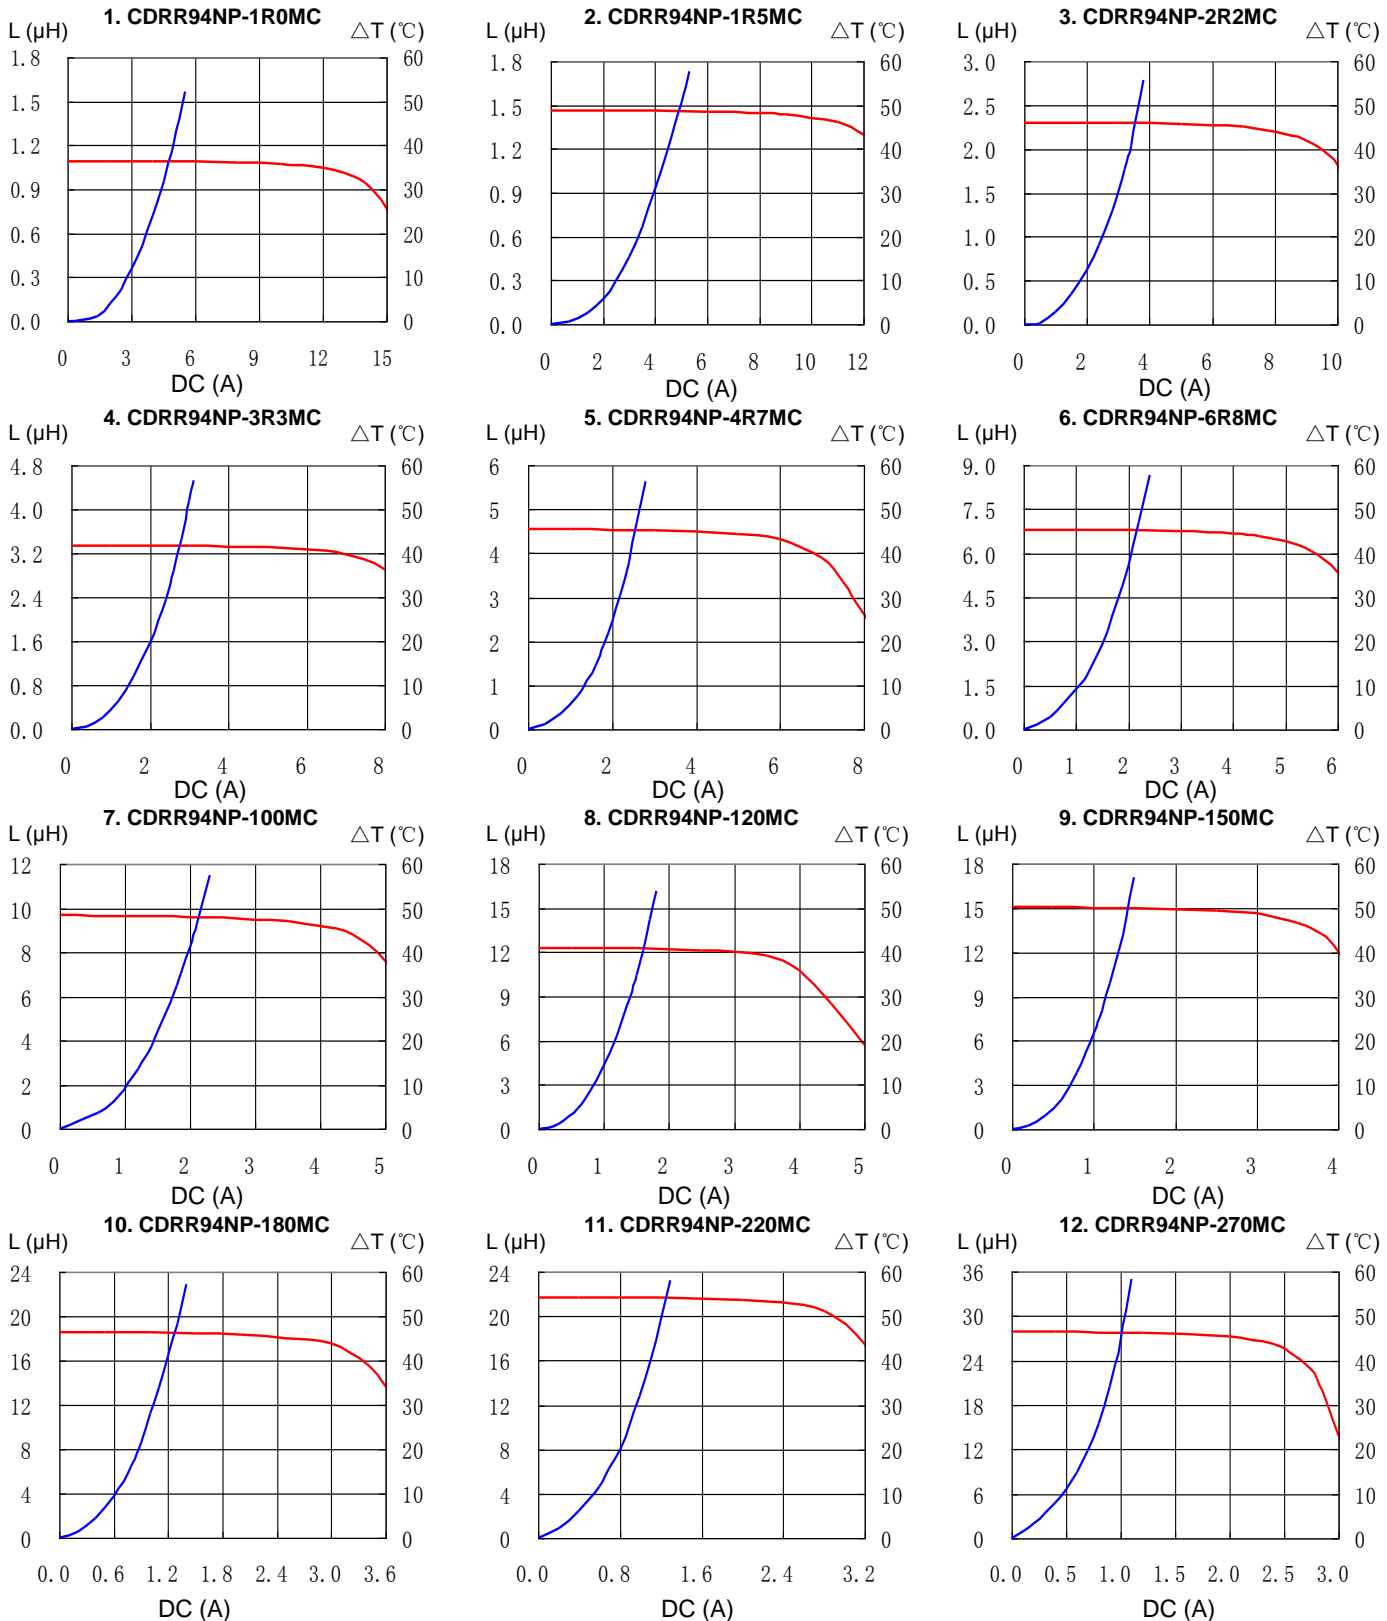 1. CDRR94NP-1R0MC
L (µH) △T (℃)
1.8 60
1.5 50
1.2 40
0.9 30
0.6 20
0.3 10
0.0 0
0 3 6 9 12 15
DC (A)
2. CDRR94NP-1R5MC
L (µH) △T (℃)
1.8 60
1.5 50
1.2 40
0.9 30
0.6 20
0.3 10
0.0 0
0 2 4 6 8 10 12
DC (A)
3. CDRR94NP-2R2MC
L (µH) △T (℃)
3.0 60
2.5 50
2.0 40
1.5 30
1.0 20
0.5 10
0.0 0
0 2 4 6 8 10
DC (A)
4. CDRR94NP-3R3MC
L (µH) △T (℃)
4.8 60
4.0 50
3.2 40
2.4 30
1.6 20
0.8 10
0.0 0
0 2 4 6 8
DC (A)
5. CDRR94NP-4R7MC
L (µH) △T (℃)
6 60
5 50
4 40
3 30
2 20
1 10
0 0
0 2 4 6 8
DC (A)
6. CDRR94NP-6R8MC
L (µH) △T (℃)
9.0 60
7.5 50
6.0 40
4.5 30
3.0 20
1.5 10
0.0 0
0 1 2 3 4 5 6
DC (A)
7. CDRR94NP-100MC
L (µH) △T (℃)
12 60
10 50
8 40
6 30
4 20
2 10
0 0
0 1 2 3 4 5
DC (A)
8. CDRR94NP-120MC
L (µH) △T (℃)
18 60
15 50
12 40
9 30
6 20
3 10
0 0
0 1 2 3 4 5
DC (A)
9. CDRR94NP-150MC
L (µH) △T (℃)
18 60
15 50
12 40
9 30
6 20
3 10
0 0
0 1 2 3 4
DC (A)
10. CDRR94NP-180MC
L (µH) △T (℃)
24 60
20 50
16 40
12 30
8 20
4 10
0 0
0.0 0.6 1.2 1.8 2.4 3.0 3.6
DC (A)
11. CDRR94NP-220MC
L (µH) △T (℃)
24 60
20 50
16 40
12 30
8 20
4 10
0 0
0.0 0.8 1.6 2.4 3.2
DC (A)
12. CDRR94NP-270MC
L (µH) △T (℃)
36 60
30 50
24 40
18 30
12 20
6 10
0 0
0.0 0.5 1.0 1.5 2.0 2.5 3.0
DC (A)